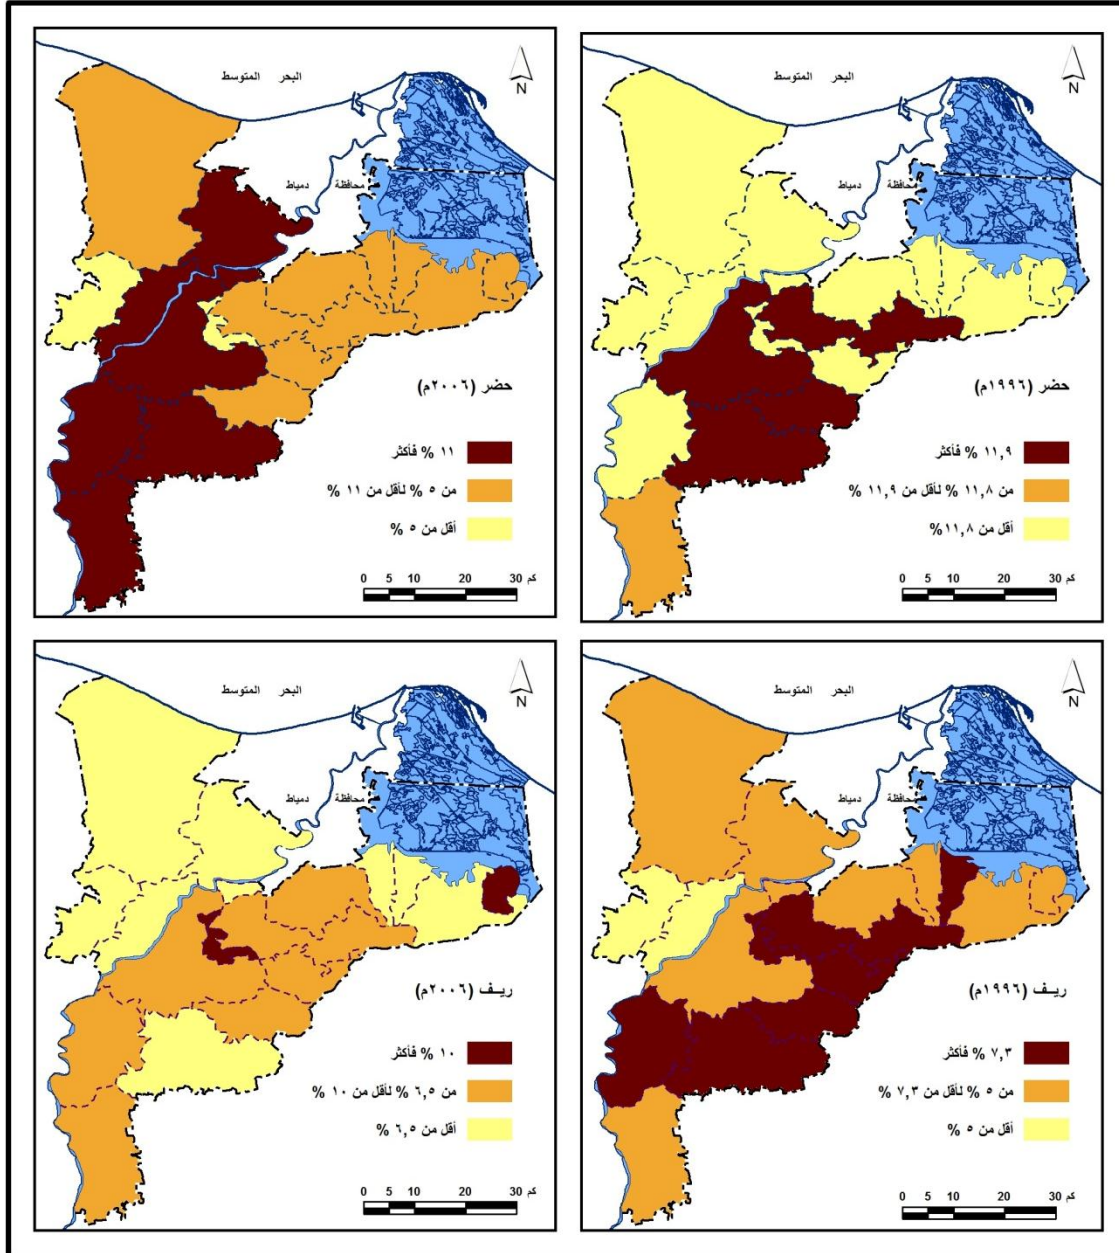 البحر المتوسط
N
محافظة دمياط
حضر (١٩٩٦م)
١١,٩ % فأكثر
من ١١,٨ % لأقل من ١١,٩ %
أقل من ١١,٨%
0 5 10 20 30 كم
البحر المتوسط
N
محافظة دمياط
حضر (٢٠٠٦م)
١١ % فأكثر
من ٥ % لأقل من ١١ %
أقل من ٥ %
0 5 10 20 30 كم
البحر المتوسط
N
محافظة دمياط
ريف (١٩٩٦م)
٧,٣ % فأكثر
من ٥ % لأقل من ٧,٣ %
أقل من ٥ %
0 5 10 20 30 كم
البحر المتوسط
N
محافظة دمياط
ريـف (٢٠٠٦م)
١٠ % فأكثر
من ٦,٥ % لأقل من ١٠ %
أقل من ٦,٥ %
0 5 10 20 30 كم